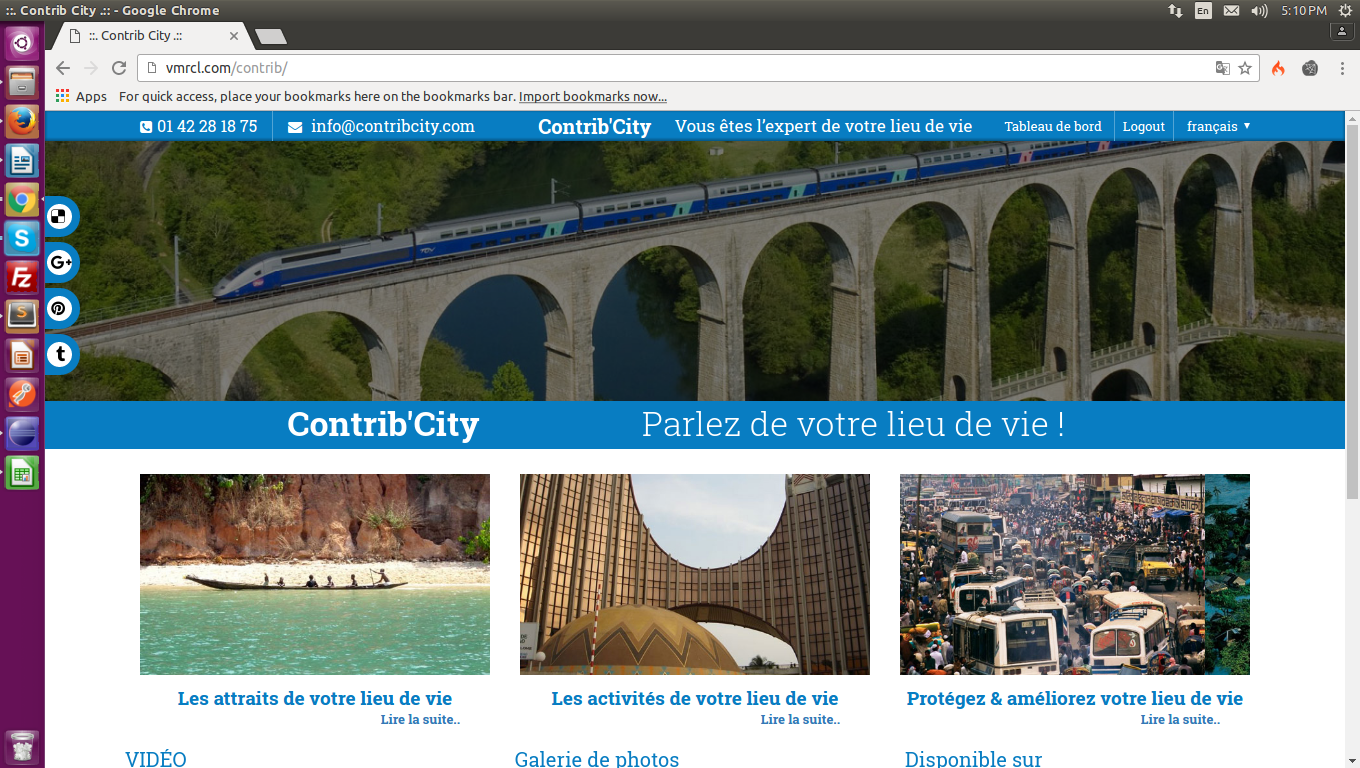 ::. Contrib City .:: - Google Chrome
En
5:10 PM
::. Contrib City .::
vmrcl.com/contrib/
Apps For quick access, place your bookmarks here on the bookmarks bar. Import bookmarks now...
01 42 28 18 75 info@contribcity.com Contrib'City Vous êtes l'expert de votre lieu de vie Tableau de bord Logout français
Contrib'City Parlez de votre lieu de vie !
Les attraits de votre lieu de vie
Lire la suite..
Les activités de votre lieu de vie
Lire la suite..
Protégez & améliorez votre lieu de vie
Lire la suite..
VIDÉO
Galerie de photos
Disponible sur